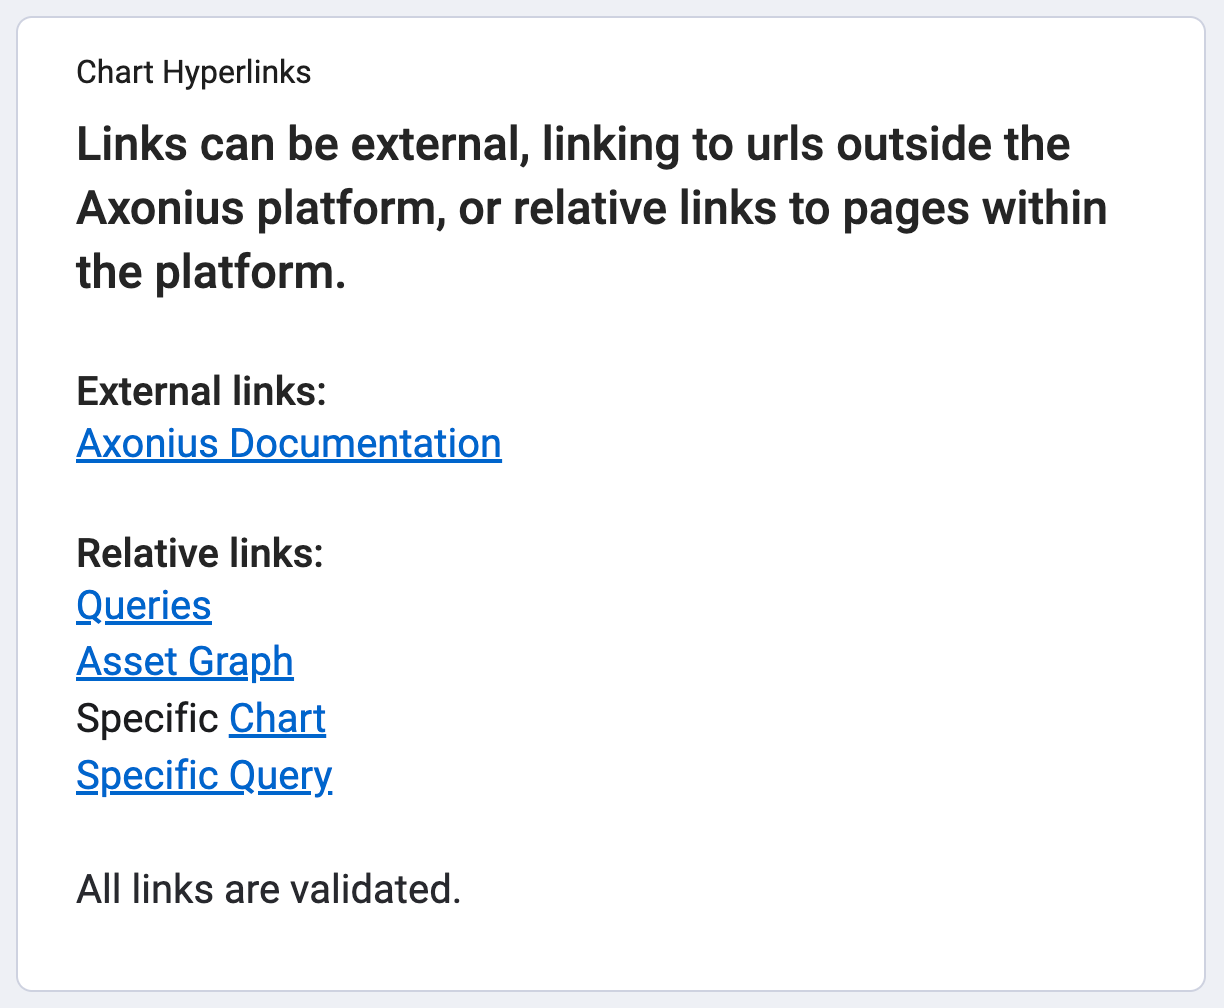 Chart Hyperlinks
Links can be external, linking to urls outside the
Axonius platform, or relative links to pages within
the platform.
External links:
Axonius Documentation
Relative links:
Queries
Asset Graph
Specific Chart
Specific Query
All links are validated.